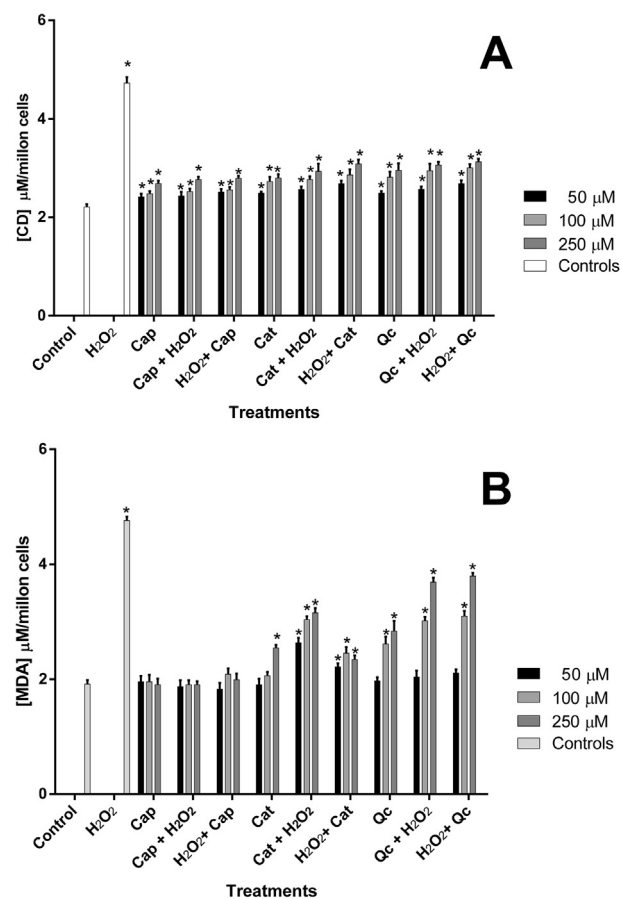 A
[CD] µM/millon cells
6
4
2
0
*
* * *
* * *
* * *
* * *
* * *
* * *
* * *
* * *
* * *
50 µM
100 µM
250 µM
Controls
Control
H2O2
Cap
Cap + H2O2
H2O2+ Cap
Cat
Cat + H2O2
H2O2+ Cat
Qc
Qc + H2O2
H2O2+ Qc
Treatments
B
[MDA] µM/millon cells
6
4
2
0
*
*
* * *
* * *
* *
* *
* *
50 µM
100 µM
250 µM
Controls
Control
H2O2
Cap
Cap + H2O2
H2O2+ Cap
Cat
Cat + H2O2
H2O2+ Cat
Qc
Qc + H2O2
H2O2+ Qc
Treatments